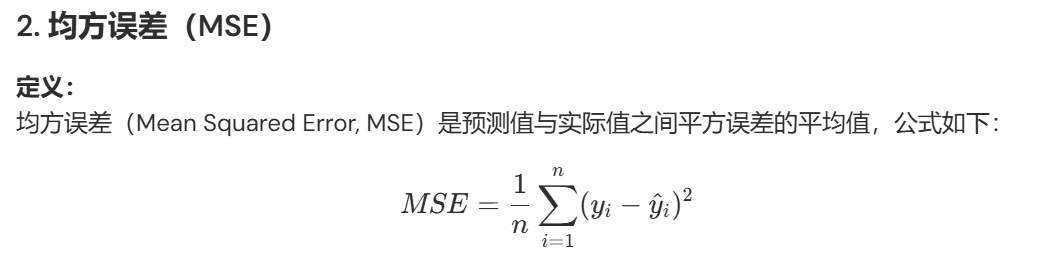 2. 均方误差（MSE）
定义：
均方误差（Mean Squared Error, MSE）是预测值与实际值之间平方误差的平均值，公式如下：
$MSE = \frac{1}{n} \sum_{i=1}^{n} (y_i - \hat{y}_i)^2$